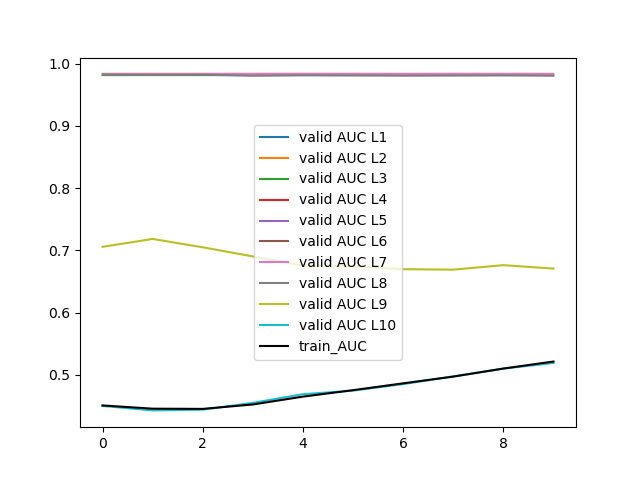 1.0
0.9
0.8
0.7
0.6
0.5
valid AUC L1
valid AUC L2
valid AUC L3
valid AUC L4
valid AUC L5
valid AUC L6
valid AUC L7
valid AUC L8
valid AUC L9
valid AUC L10
train_AUC
0 2 4 6 8